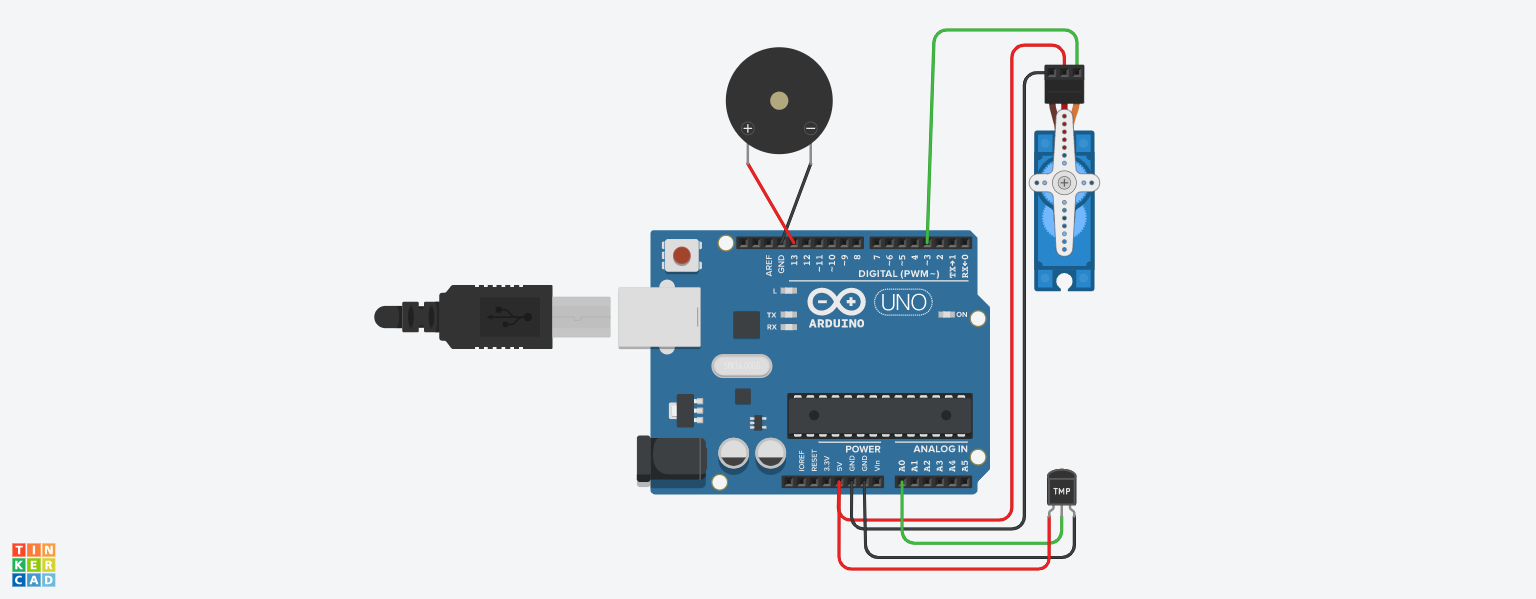 + −
AREF
GND
13
12
~11
~10
~9
8
7
~6
~5
4
~3
2
TX→1
RX←0
DIGITAL (PWM~)
L
TX
RX
ARDUINO
UNO
ON
POWER
ANALOG IN
IOREF
RESET
3.3V
5V
GND
GND
Vin
A0
A1
A2
A3
A4
A5
TMP
TIN
KER
CAD